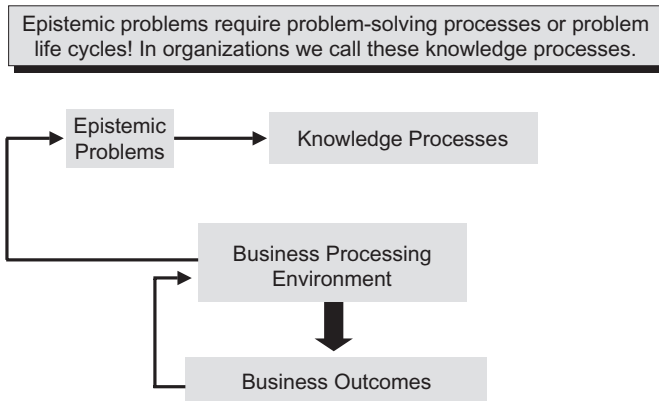 Epistemic problems require problem-solving processes or problem
life cycles! In organizations we call these knowledge processes.
Epistemic
Problems
Knowledge Processes
Business Processing
Environment
Business Outcomes